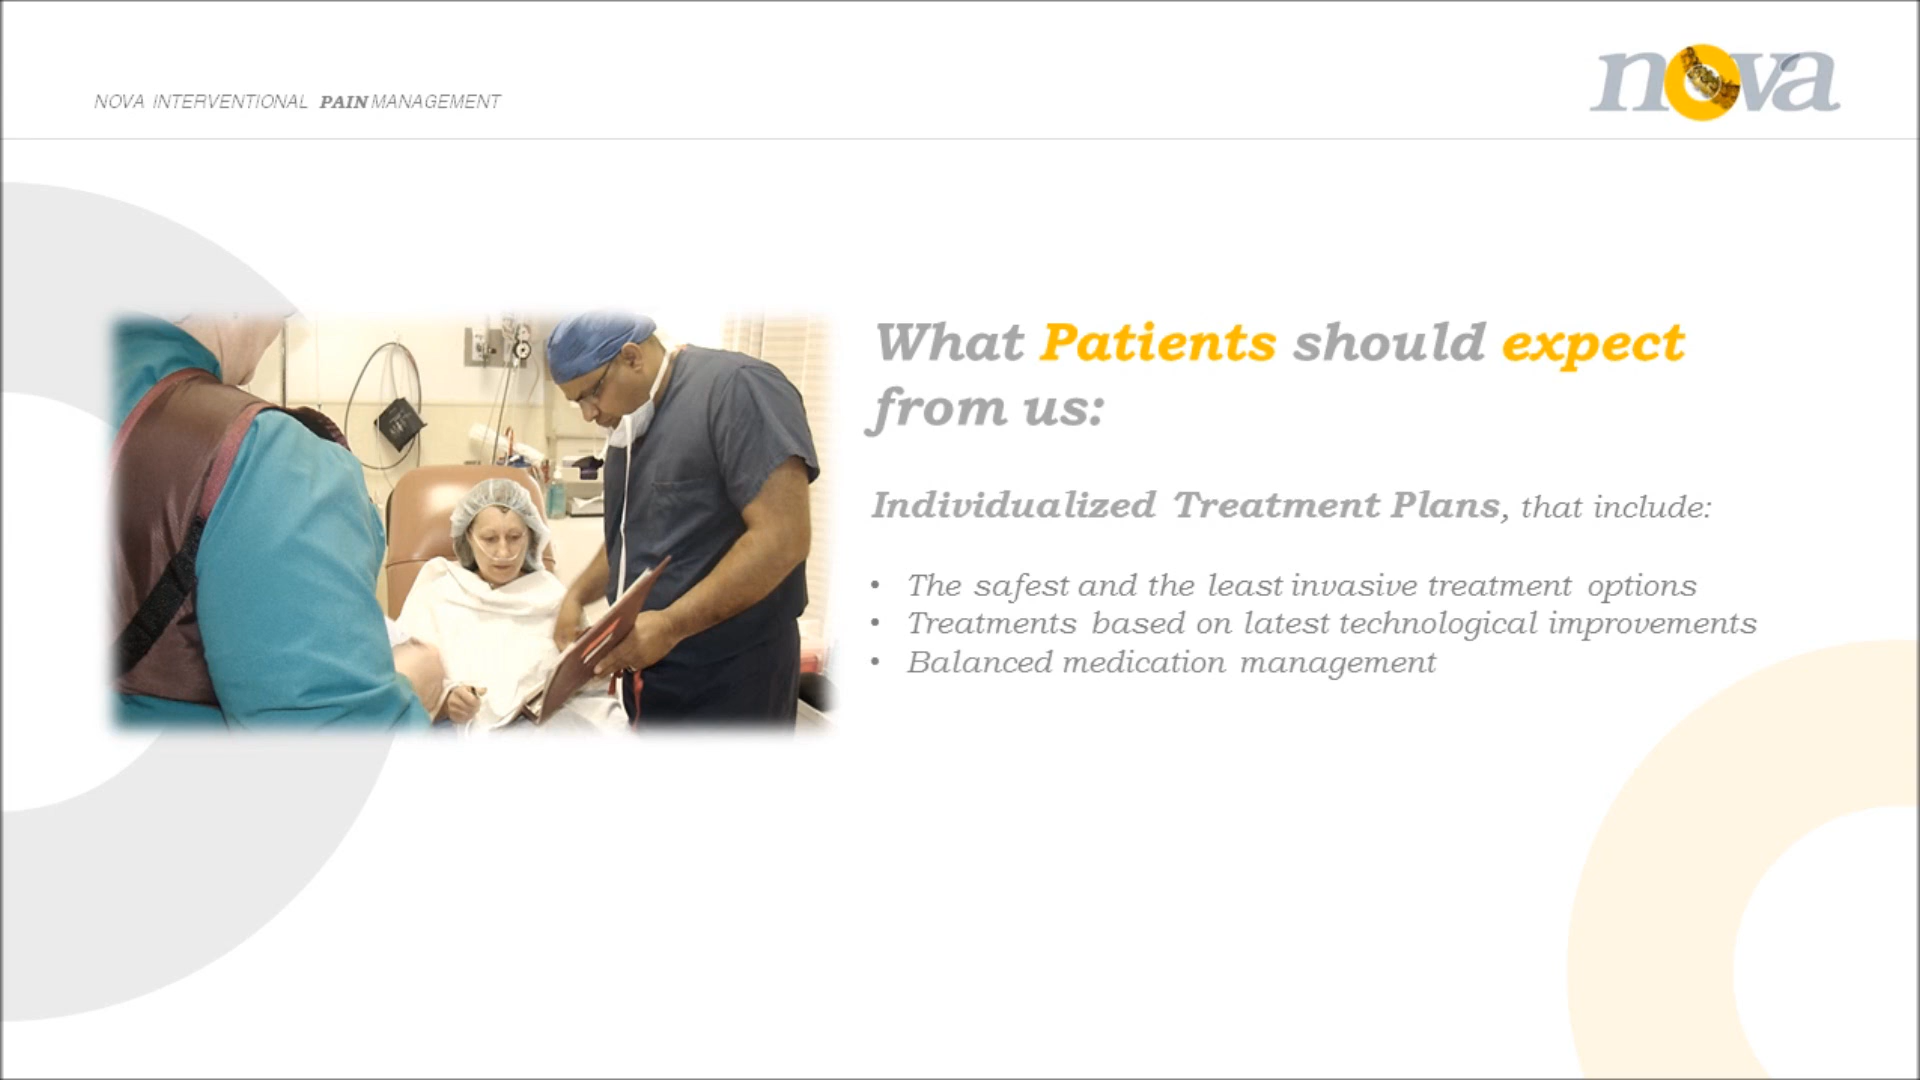 NOVA INTERVENTIONAL PAIN MANAGEMENT
nova
What Patients should expect
from us:
Individualized Treatment Plans, that include:
• The safest and the least invasive treatment options
• Treatments based on latest technological improvements
• Balanced medication management